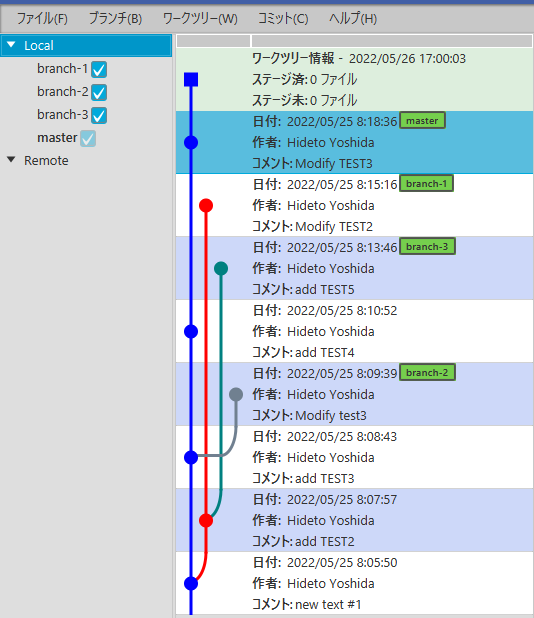 ファイル(F) ブランチ(B) ワークツリー(W) コミット(C) ヘルプ(H)
Local
branch-1
branch-2
branch-3
master
Remote
ワークツリー情報 - 2022/05/26 17:00:03
ステージ済: 0 ファイル
ステージ未: 0 ファイル
日付: 2022/05/25 8:18:36 master
作者: Hideto Yoshida
コメント: Modify TEST3
日付: 2022/05/25 8:15:16 branch-1
作者: Hideto Yoshida
コメント: Modify TEST2
日付: 2022/05/25 8:13:46 branch-3
作者: Hideto Yoshida
コメント: add TEST5
日付: 2022/05/25 8:10:52
作者: Hideto Yoshida
コメント: add TEST4
日付: 2022/05/25 8:09:39 branch-2
作者: Hideto Yoshida
コメント: Modify test3
日付: 2022/05/25 8:08:43
作者: Hideto Yoshida
コメント: add TEST3
日付: 2022/05/25 8:07:57
作者: Hideto Yoshida
コメント: add TEST2
日付: 2022/05/25 8:05:50
作者: Hideto Yoshida
コメント: new text #1